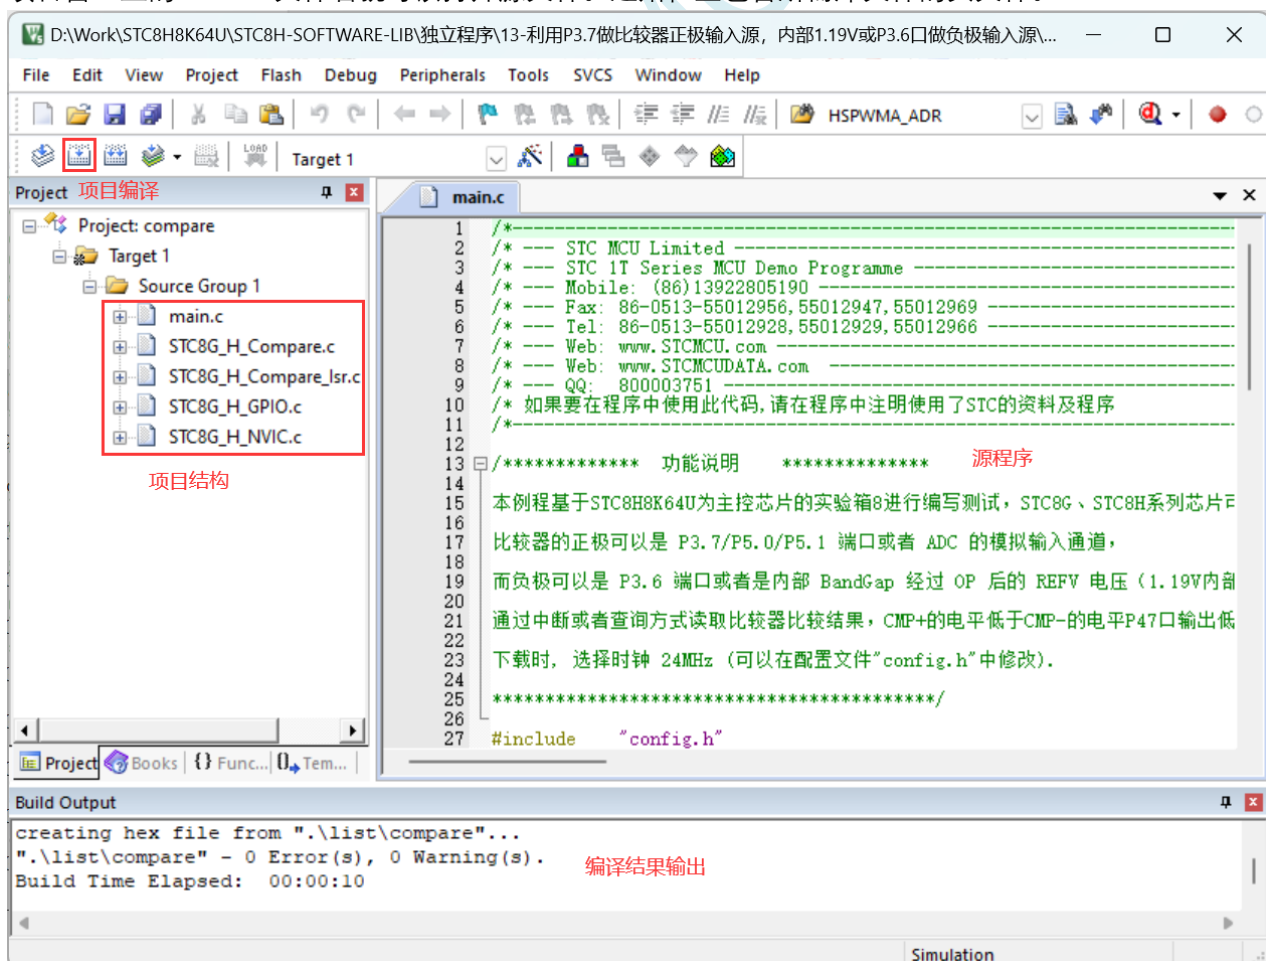 D:\Work\STC8H8K64U\STC8H-SOFTWARE-LIB\独立程序\13-利用P3.7做比较器正极输入源，内部1.19V或P3.6口做负极输入源\...
File Edit View Project Flash Debug Peripherals Tools SVCS Window Help
HSPWMA_ADR
LOAD
Target 1
Project 项目编译
main.c
Project: compare
Target 1
Source Group 1
main.c
STC8G_H_Compare.c
STC8G_H_Compare_Isr.c
STC8G_H_GPIO.c
STC8G_H_NVIC.c
项目结构
1 /*---------------------------------------------------------------------
2 /* --- STC MCU Limited ------------------------------------------------
3 /* --- STC 1T Series MCU Demo Programme -------------------------------
4 /* --- Mobile: (86)13922805190 ----------------------------------------
5 /* --- Fax: 86-0513-55012956,55012947,55012969 ------------------------
6 /* --- Tel: 86-0513-55012928,55012929,55012966 ------------------------
7 /* --- Web: www.STCMCU.com --------------------------------------------
8 /* --- Web: www.STCMCUDATA.com ---------------------------------------
9 /* --- QQ: 800003751 -------------------------------------------------
10 /* 如果要在程序中使用此代码,请在程序中注明使用了STC的资料及程序
11 /*---------------------------------------------------------------------
12
13 /************* 功能说明 **************
源程序
14
15 本例程基于STC8H8K64U为主控芯片的实验箱8进行编写测试，STC8G、STC8H系列芯片
16
17 比较器的正极可以是 P3.7/P5.0/P5.1 端口或者 ADC 的模拟输入通道，
18
19 而负极可以是 P3.6 端口或者是内部 BandGap 经过 OP 后的 REFV 电压（1.19V内部
20
21 通过中断或者查询方式读取比较器比较结果，CMP+的电平低于CMP-的电平P47口输出低
22
23 下载时, 选择时钟 24MHz (可以在配置文件"config.h"中修改).
24
25 ******************************************/
26
27 #include "config.h"
Project Books {} Func... 0 Tem...
Build Output
creating hex file from ".\list\compare"...
".\list\compare" - 0 Error(s), 0 Warning(s).
Build Time Elapsed: 00:00:10
编译结果输出
Simulation